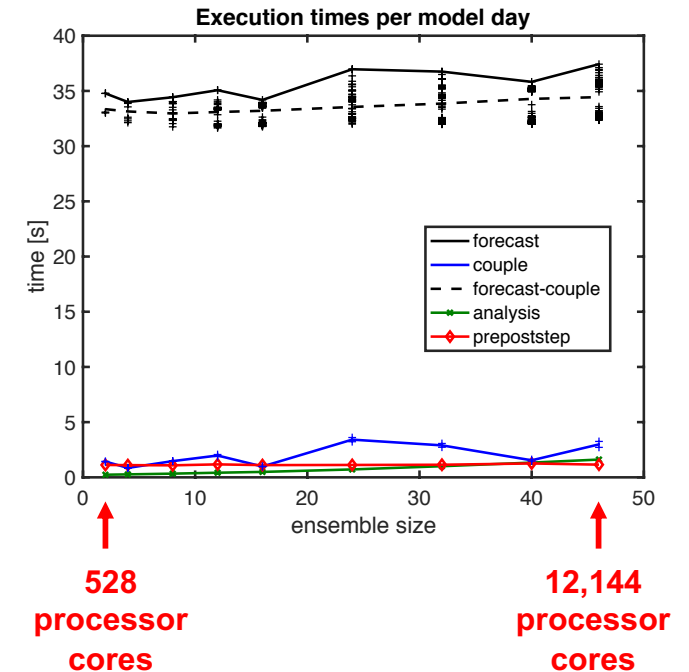 Execution times per model day
40
35
30
25
20
15
10
5
0
time [s]
forecast
couple
forecast-couple
analysis
prepoststep
0 10 20 30 40 50
ensemble size
528
processor
cores
12,144
processor
cores